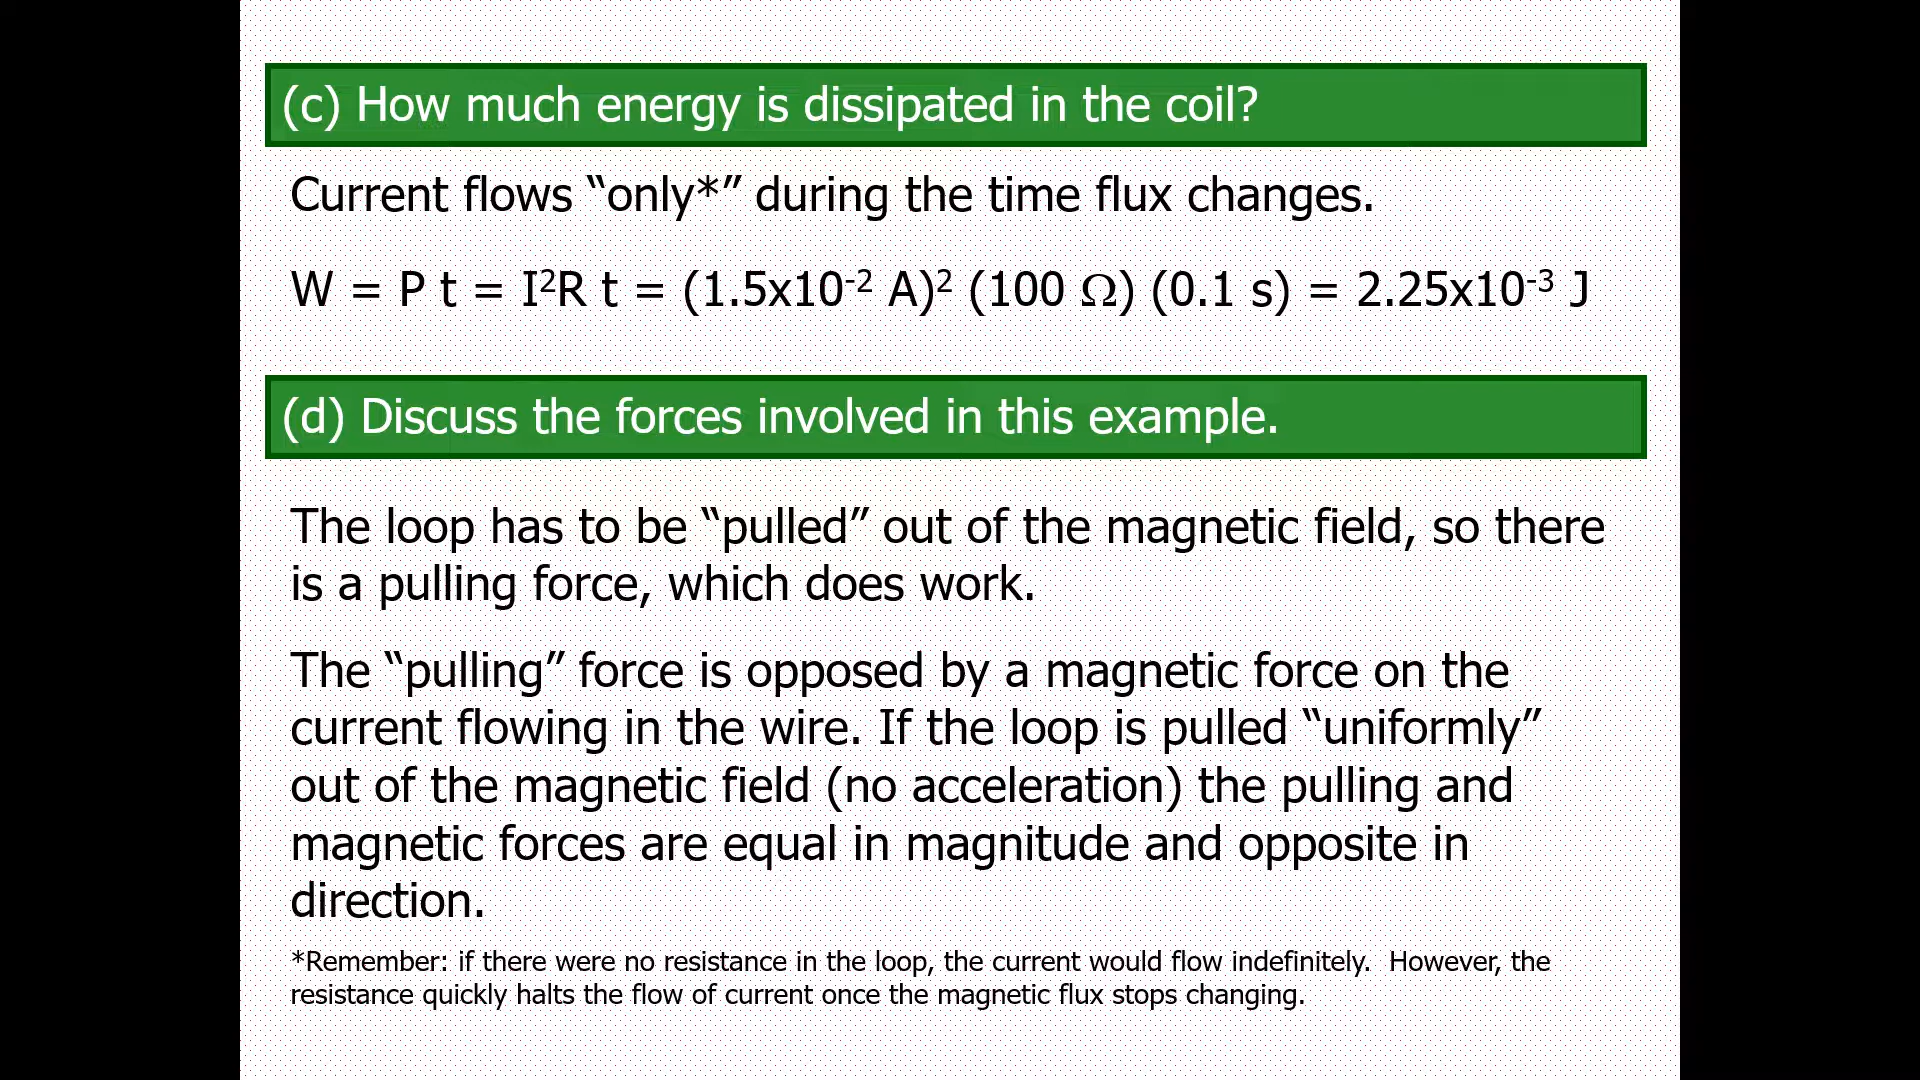 (c) How much energy is dissipated in the coil?
Current flows “only*” during the time flux changes.
W = P t = I²R t = (1.5x10⁻² A)² (100 Ω) (0.1 s) = 2.25x10⁻³ J
(d) Discuss the forces involved in this example.
The loop has to be “pulled” out of the magnetic field, so there
is a pulling force, which does work.
The “pulling” force is opposed by a magnetic force on the
current flowing in the wire. If the loop is pulled “uniformly”
out of the magnetic field (no acceleration) the pulling and
magnetic forces are equal in magnitude and opposite in
direction.
*Remember: if there were no resistance in the loop, the current would flow indefinitely.  However, the
resistance quickly halts the flow of current once the magnetic flux stops changing.